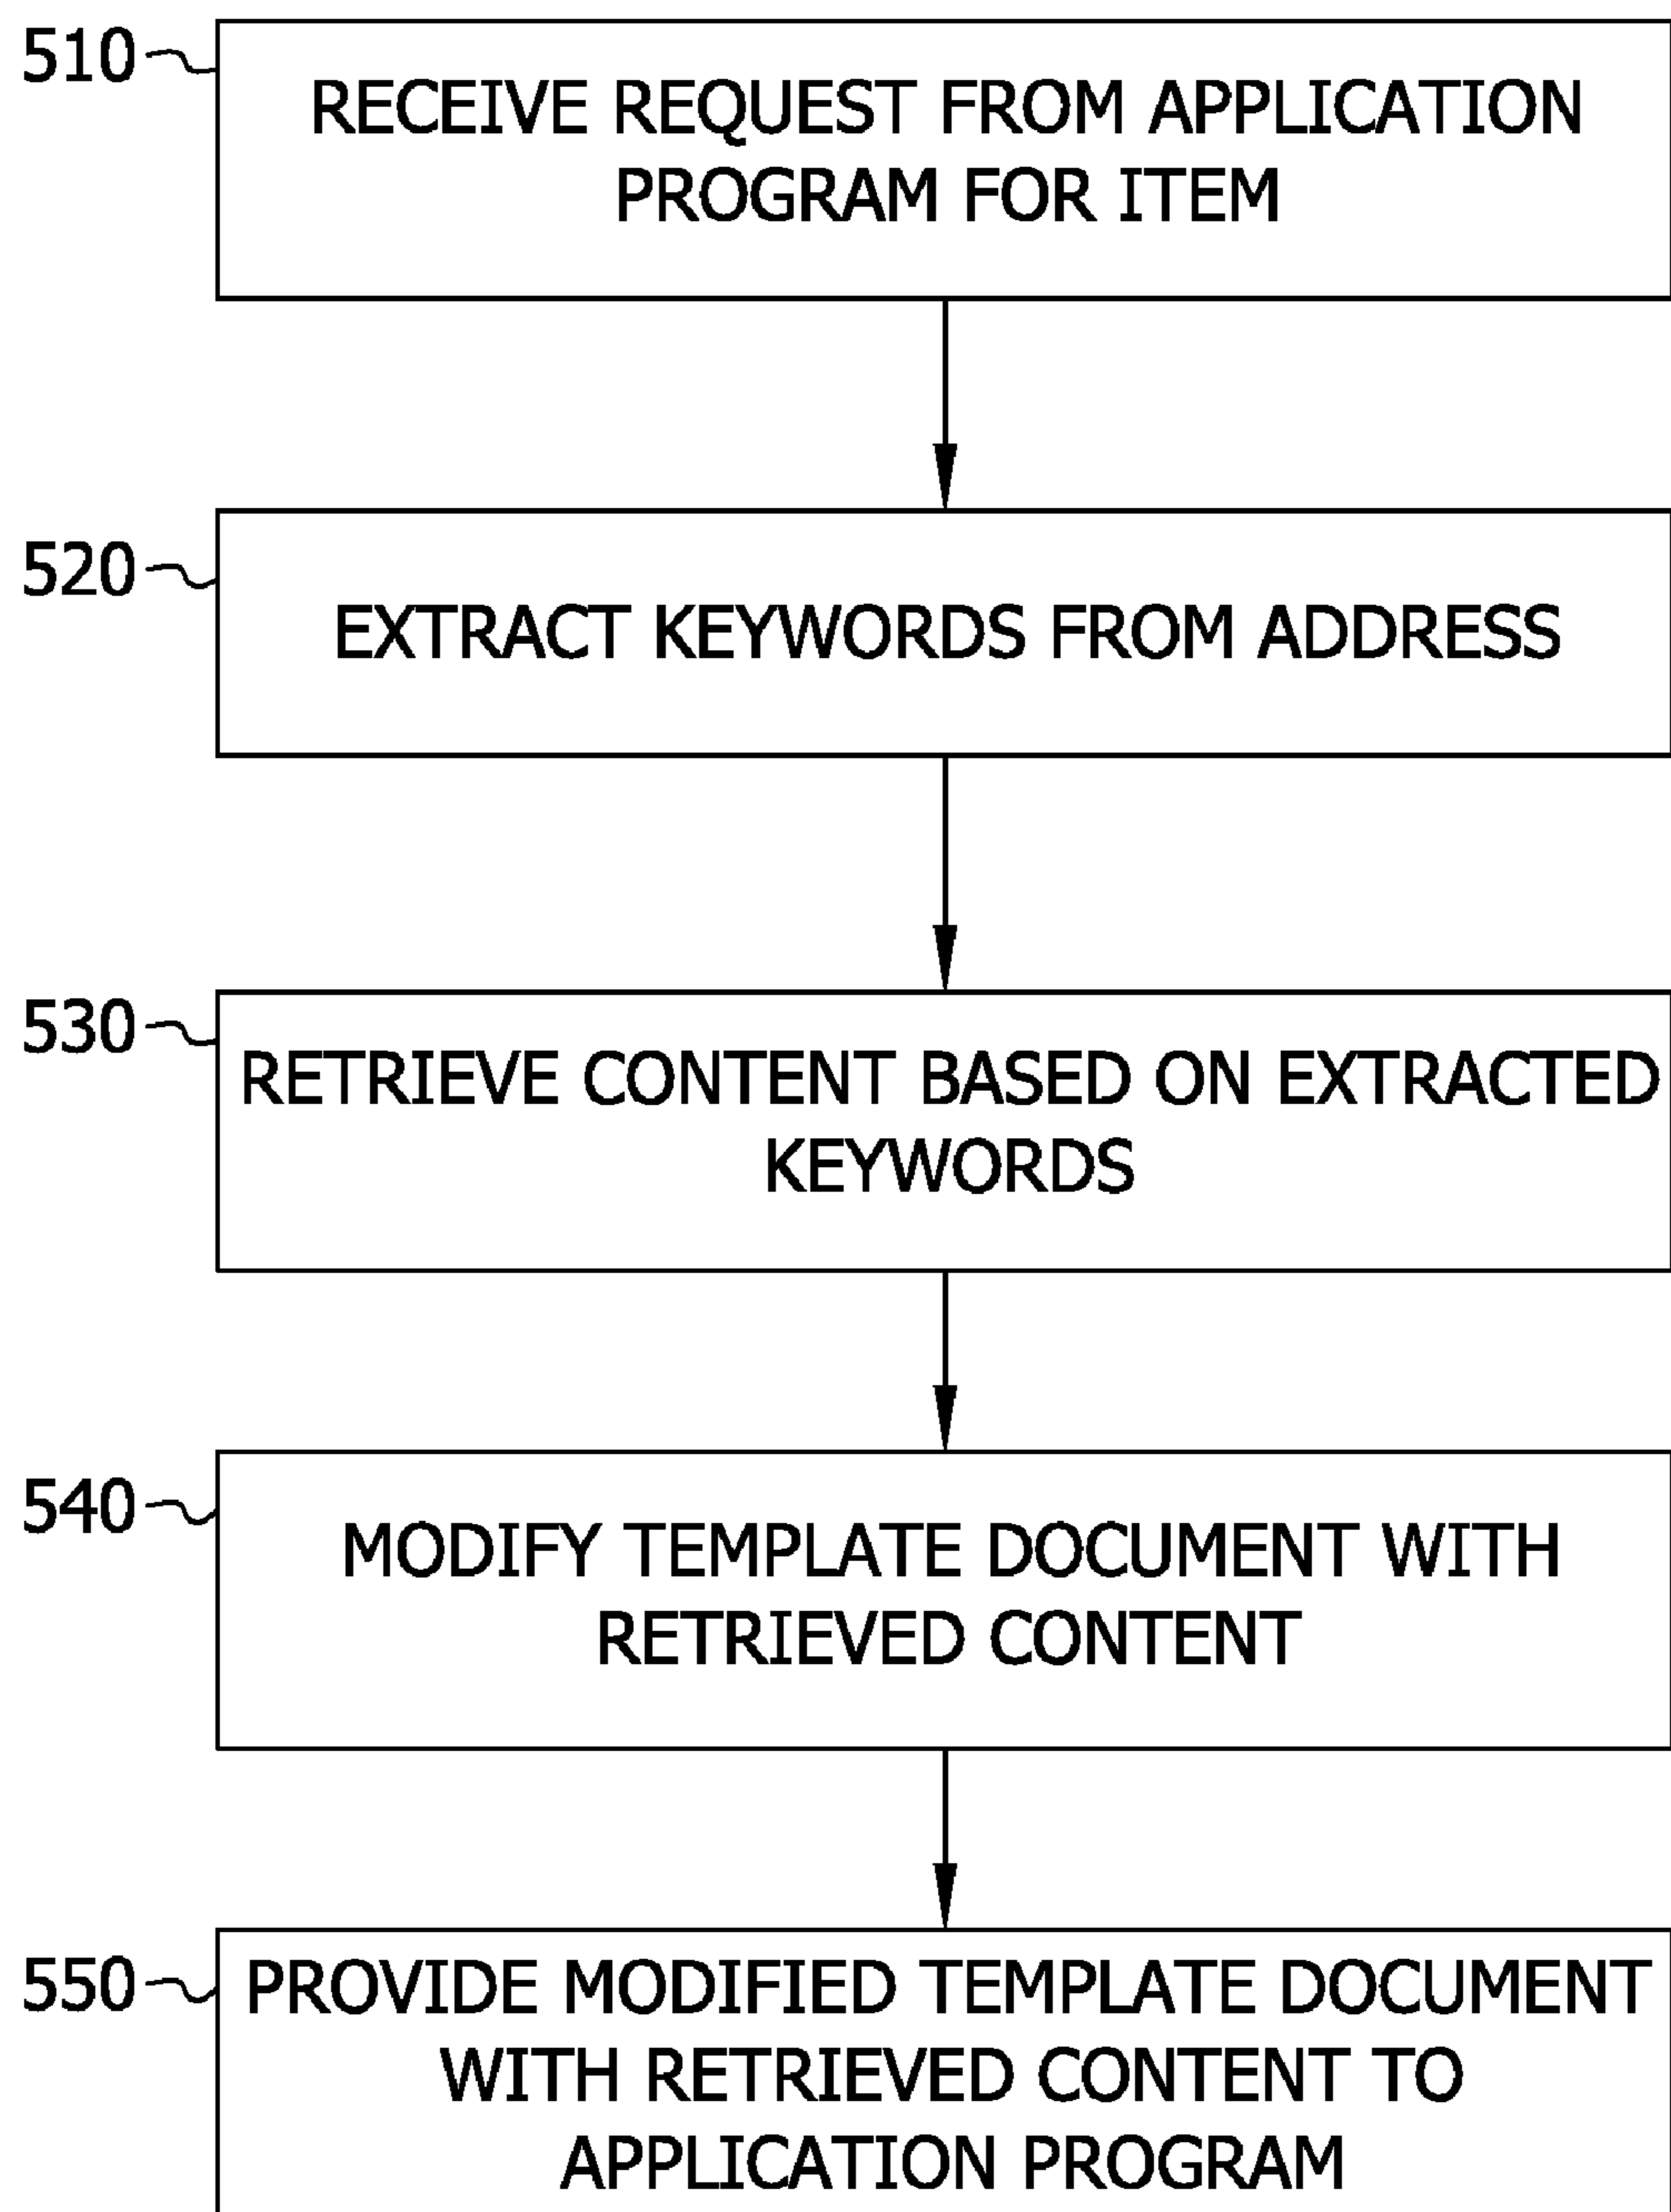 510
RECEIVE REQUEST FROM APPLICATION
PROGRAM FOR ITEM
520
EXTRACT KEYWORDS FROM ADDRESS
530
RETRIEVE CONTENT BASED ON EXTRACTED
KEYWORDS
540
MODIFY TEMPLATE DOCUMENT WITH
RETRIEVED CONTENT
550
PROVIDE MODIFIED TEMPLATE DOCUMENT
WITH RETRIEVED CONTENT TO
APPLICATION PROGRAM